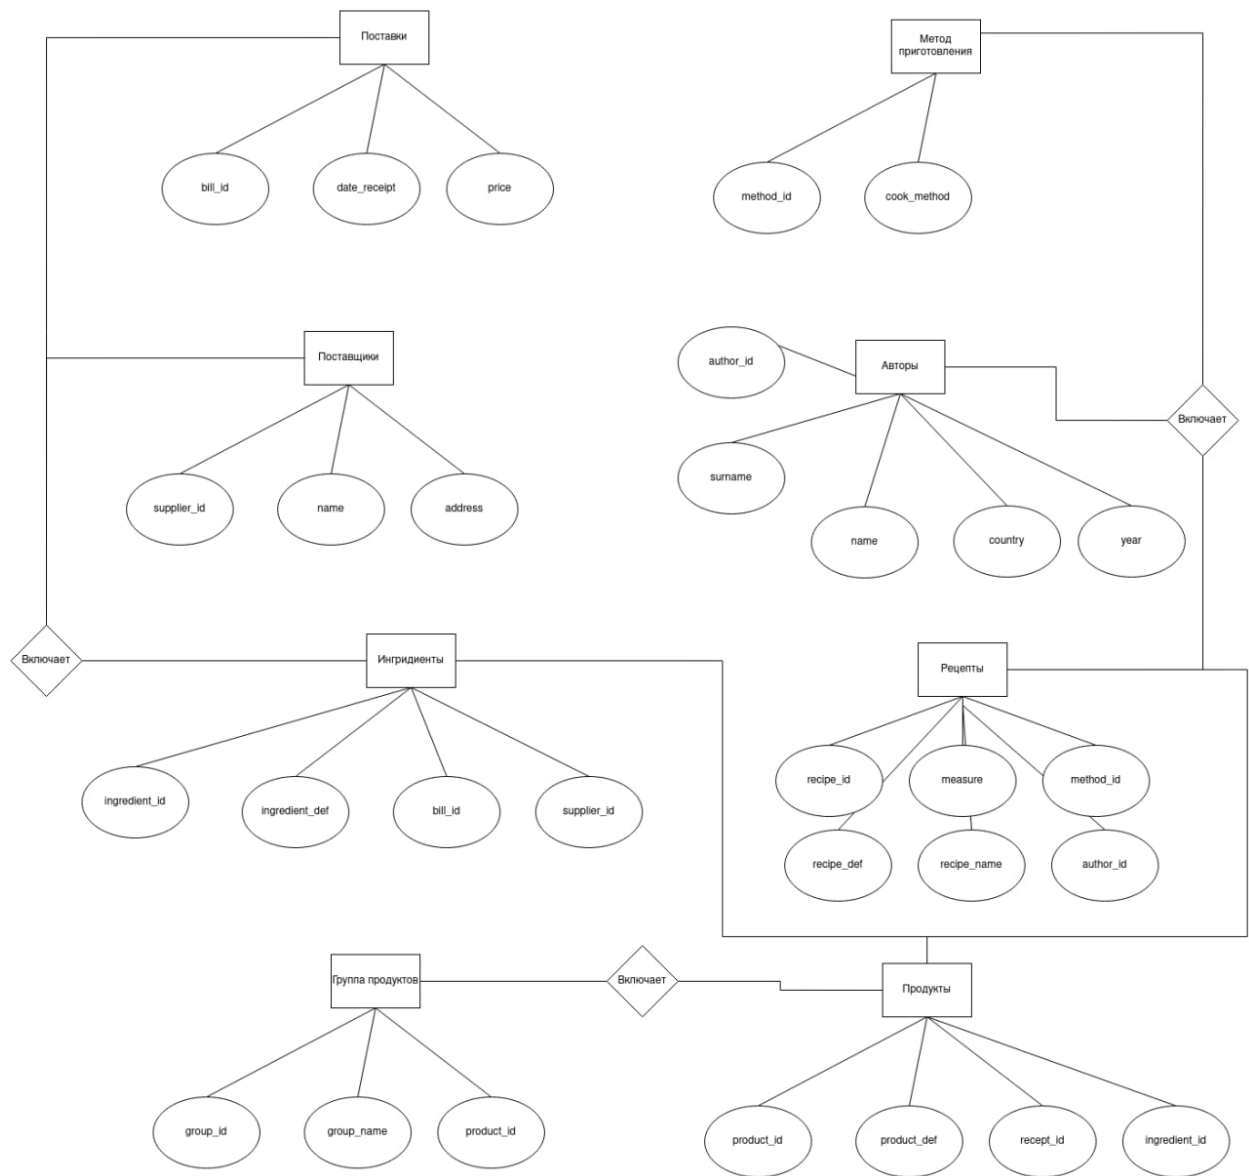 Поставки
Метод
приготовления
bill_id
date_receipt
price
method_id
cook_method
Поставщики
author_id
Авторы
Включает
surname
supplier_id
name
address
name
country
year
Включает
Ингридиенты
Рецепты
ingredient_id
ingredient_def
bill_id
supplier_id
recipe_id
measure
method_id
recipe_def
recipe_name
author_id
Группа продуктов
Включает
Продукты
group_id
group_name
product_id
product_id
product_def
recept_id
ingredient_id